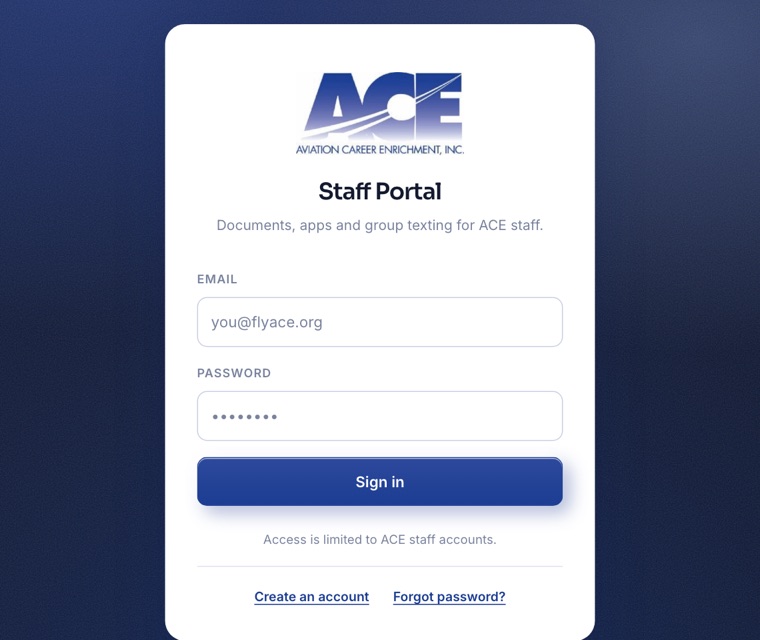 ACE
AVIATION CAREER ENRICHMENT, INC.
Staff Portal
Documents, apps and group texting for ACE staff.
EMAIL
you@flyace.org
PASSWORD
••••••••
Sign in
Access is limited to ACE staff accounts.
Create an account Forgot password?